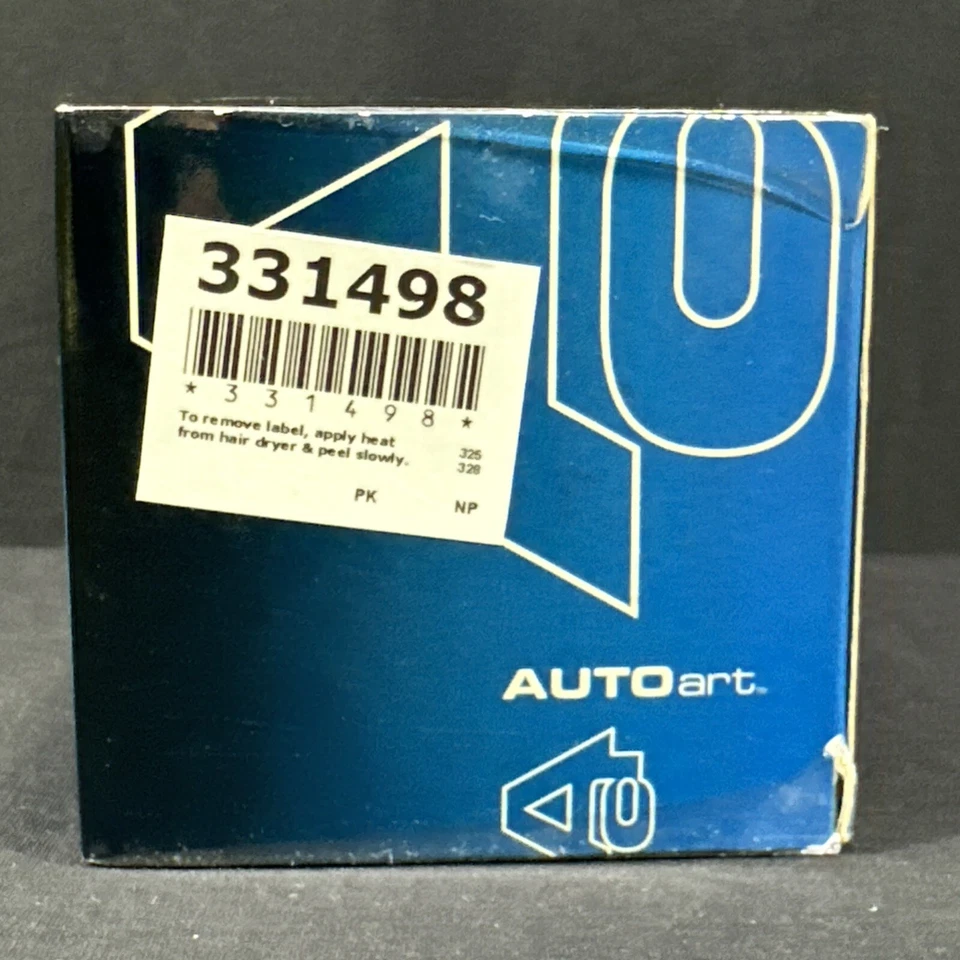 331498
* 3 3 1 4 9 8 *
To remove label, apply heat
from hair dryer & peel slowly.
325
328
PK
NP
AUTOart™